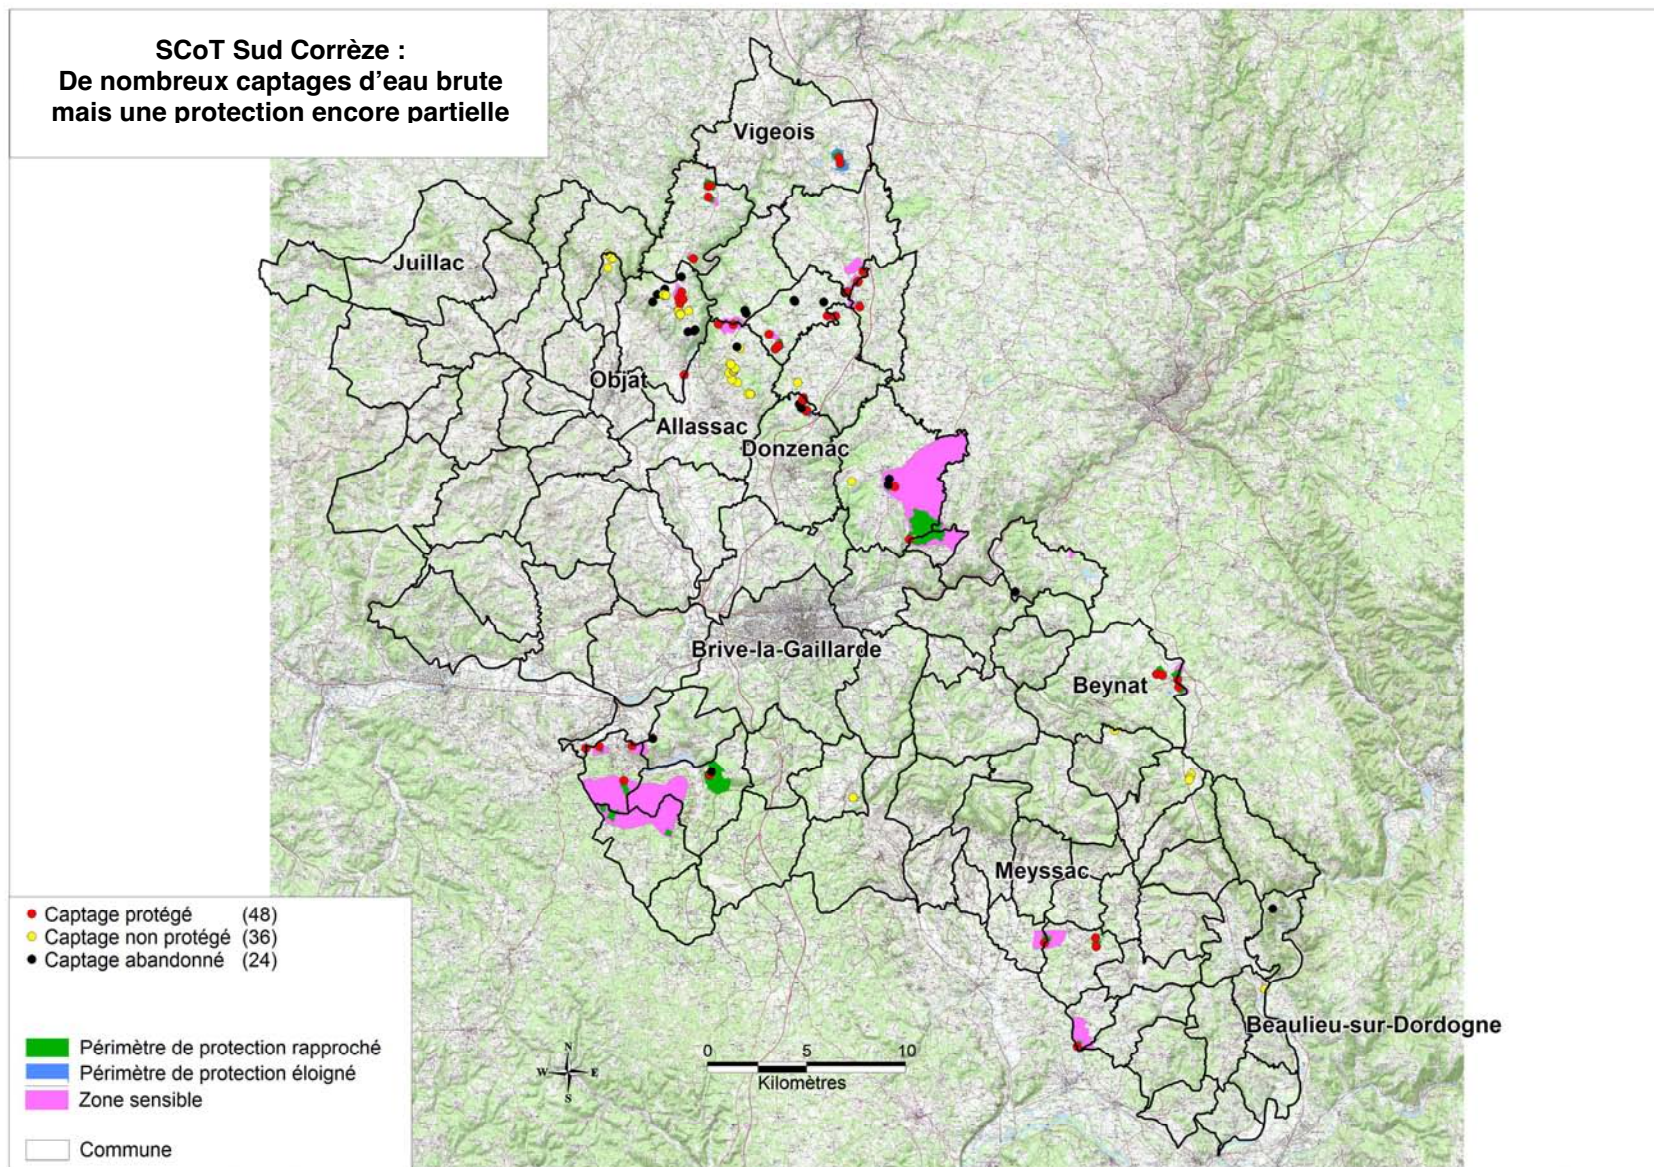 SCoT Sud Corrèze :
De nombreux captages d'eau brute
mais une protection encore partielle
Vigeois
Juillac
Objat
Allassac
Donzenac
Brive-la-Gaillarde
Beynat
Meyssac
Beaulieu-sur-Dordogne
Captage protégé (48)
Captage non protégé (36)
Captage abandonné (24)
Périmètre de protection rapproché
Périmètre de protection éloigné
Zone sensible
Commune
N
W E
S
0 5 10
Kilomètres